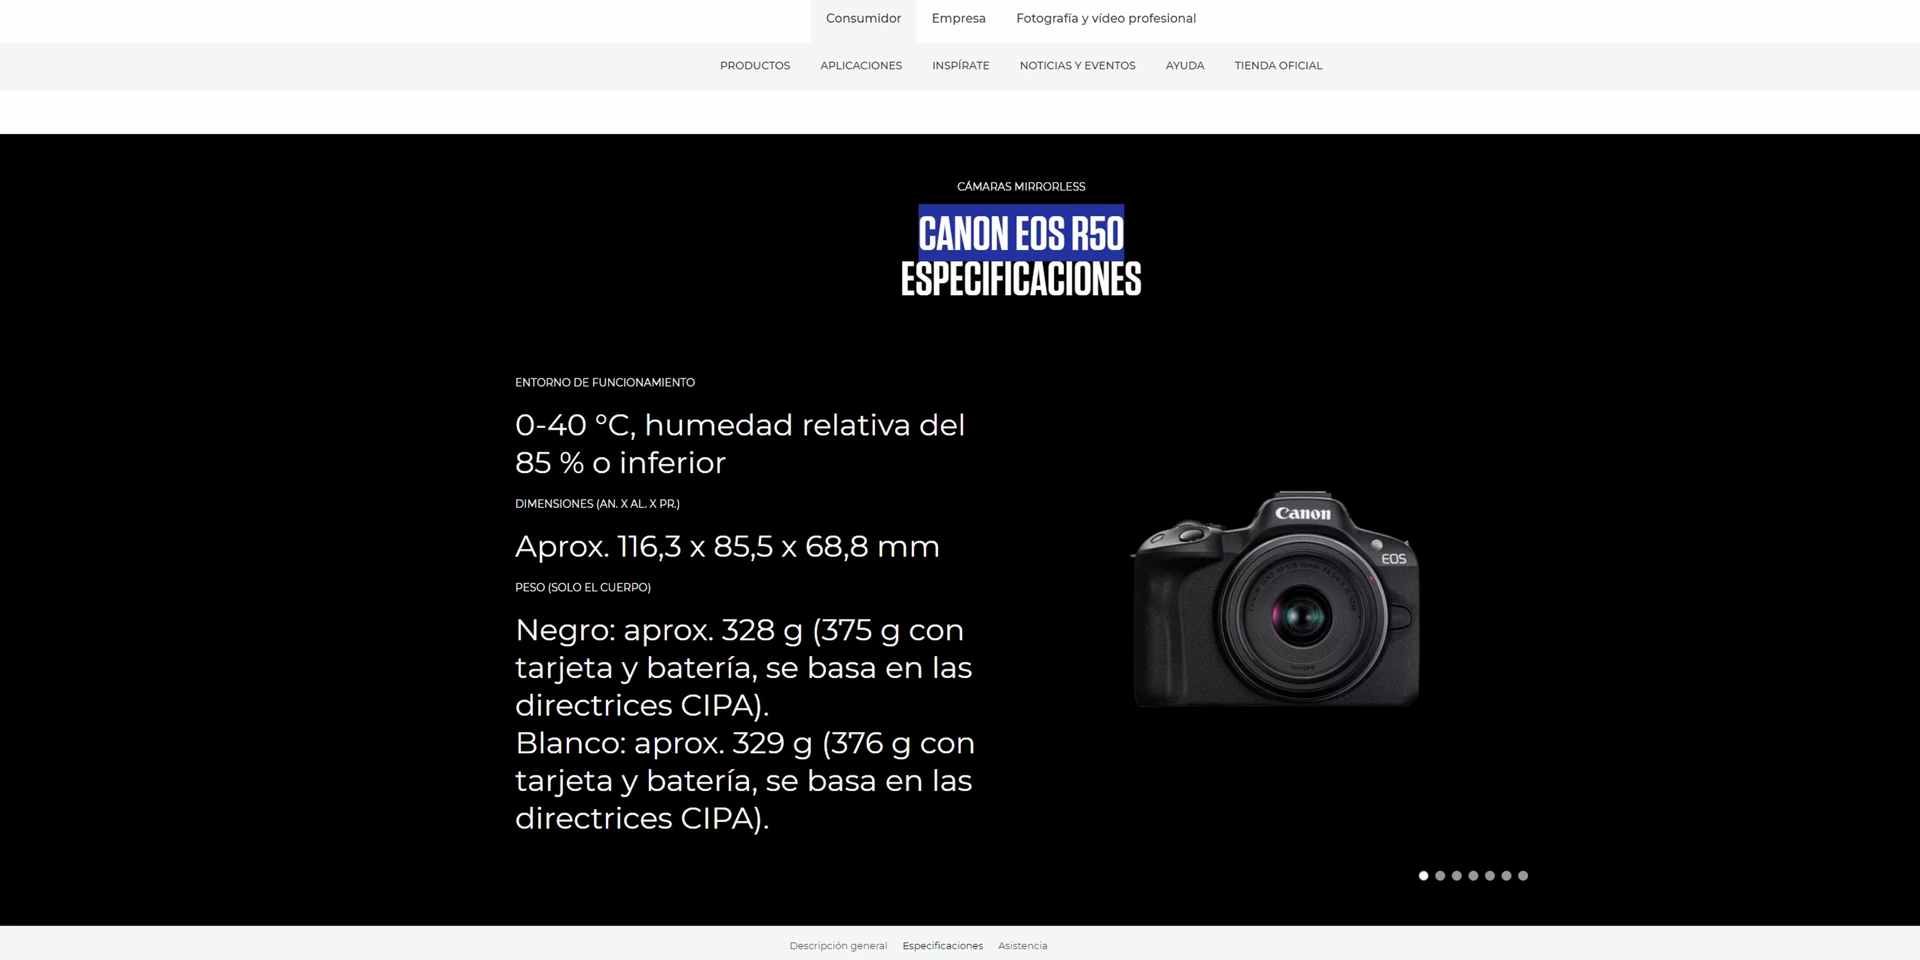 Consumidor Empresa Fotografía y vídeo profesional
PRODUCTOS APLICACIONES INSPÍRATE NOTICIAS Y EVENTOS AYUDA TIENDA OFICIAL
CÁMARAS MIRRORLESS
CANON EOS R50
ESPECIFICACIONES
ENTORNO DE FUNCIONAMIENTO
0-40 °C, humedad relativa del
85 % o inferior
DIMENSIONES (AN. X AL. X PR.)
Aprox. 116,3 x 85,5 x 68,8 mm
PESO (SOLO EL CUERPO)
Negro: aprox. 328 g (375 g con
tarjeta y batería, se basa en las
directrices CIPA).
Blanco: aprox. 329 g (376 g con
tarjeta y batería, se basa en las
directrices CIPA).
Canon
EOS
Descripción general Especificaciones Asistencia